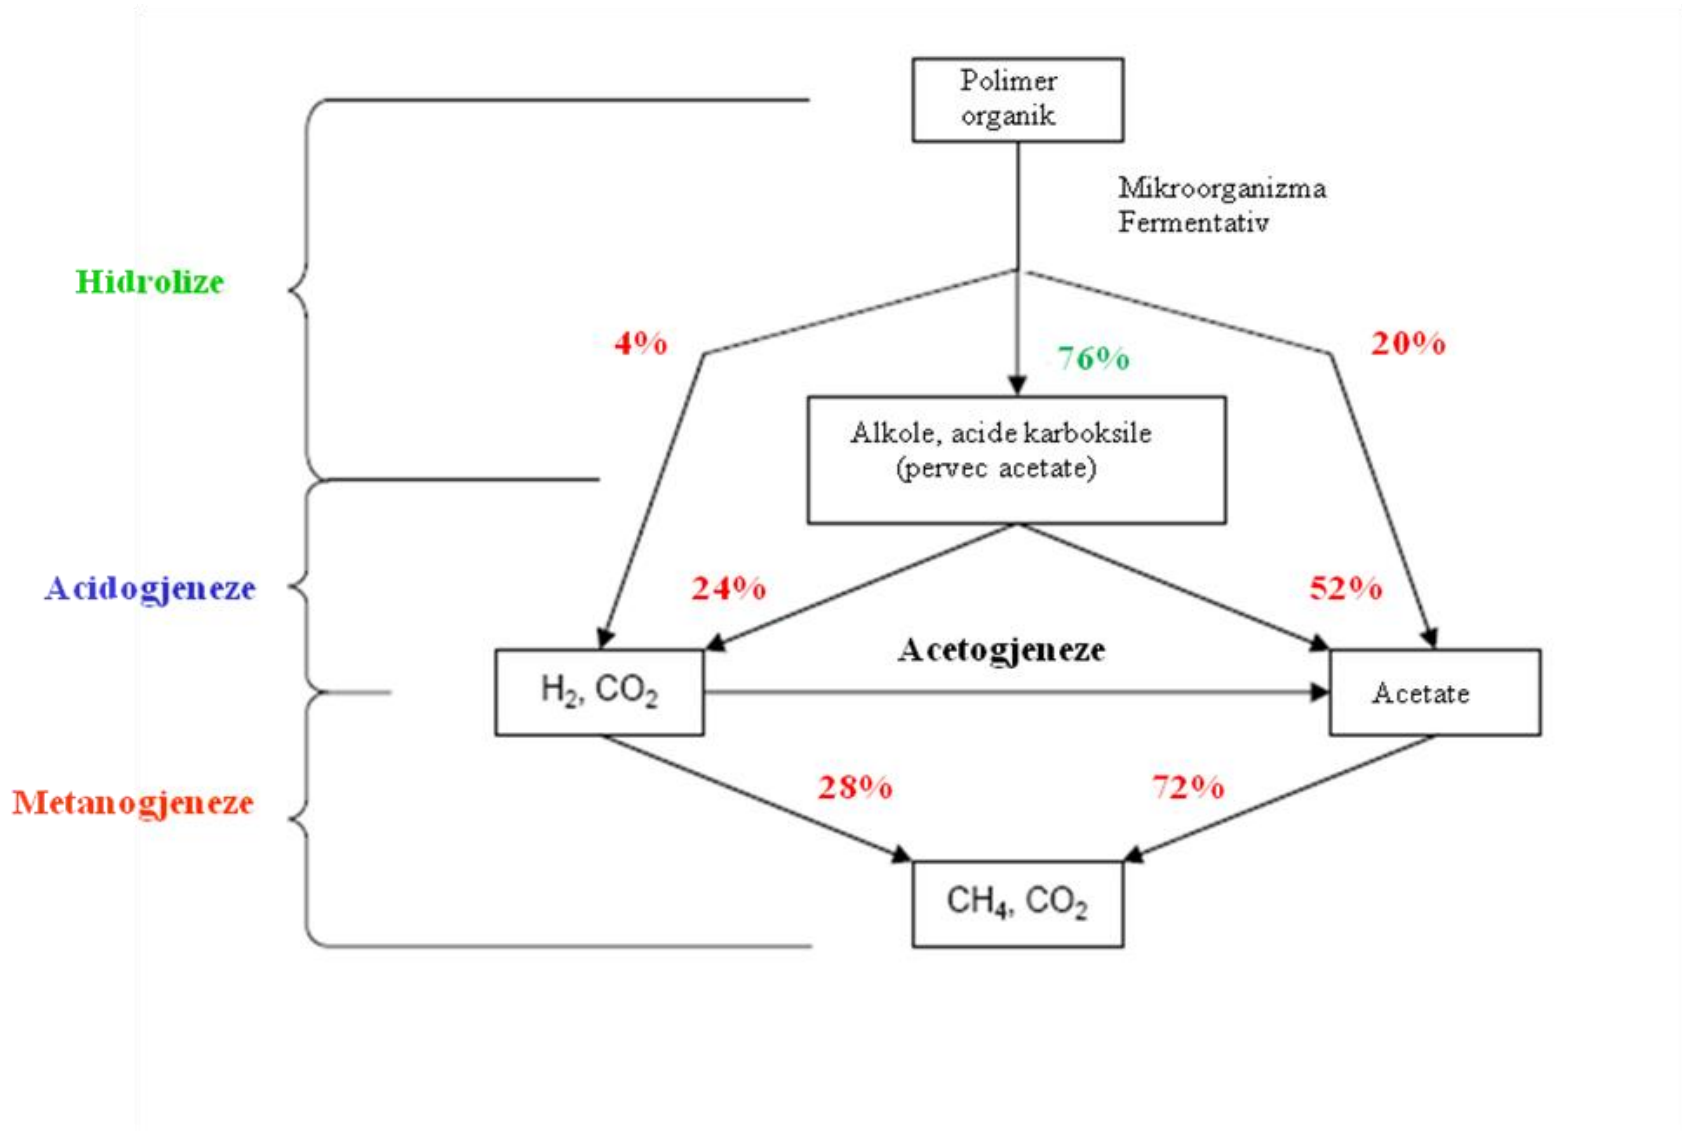 Polimer
organik
Mikroorganizma
Fermentativ
Hidrolize
4%
76%
20%
Alkole, acide karboksile
(pervec acetate)
Acidogjeneze
24%
52%
Acetogjeneze
H₂, CO₂
Acetate
Metanogjeneze
28%
72%
CH₄, CO₂